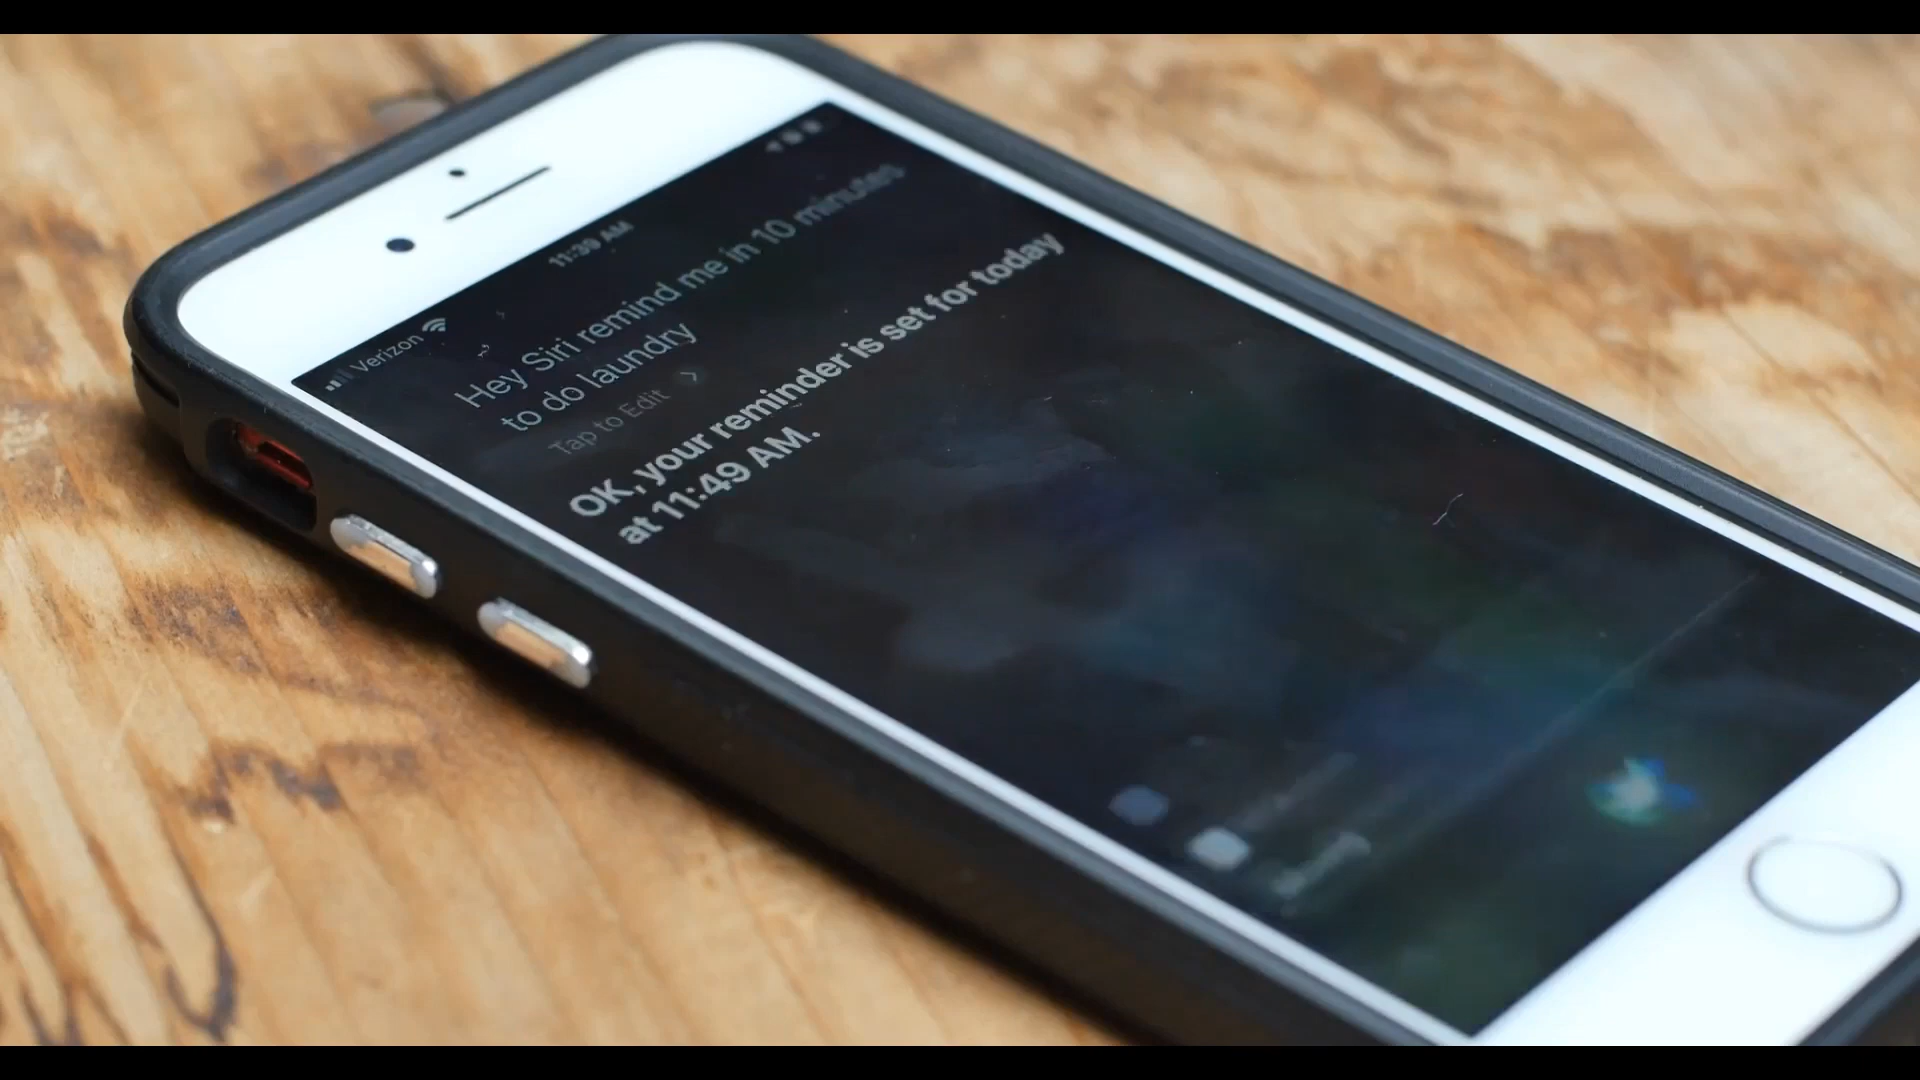 Verizon 11:39 AM
Hey Siri remind me in 10 minutes
to do laundry
Tap to Edit
OK, your reminder is set for today
at 11:49 AM.